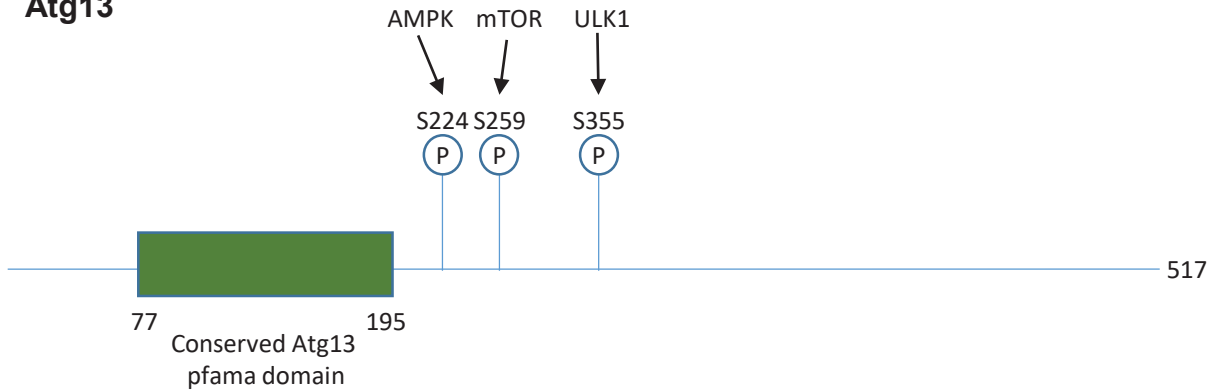 Atg13
AMPK mTOR ULK1
S224 S259 S355
P P P
517
77 195
Conserved Atg13
pfama domain